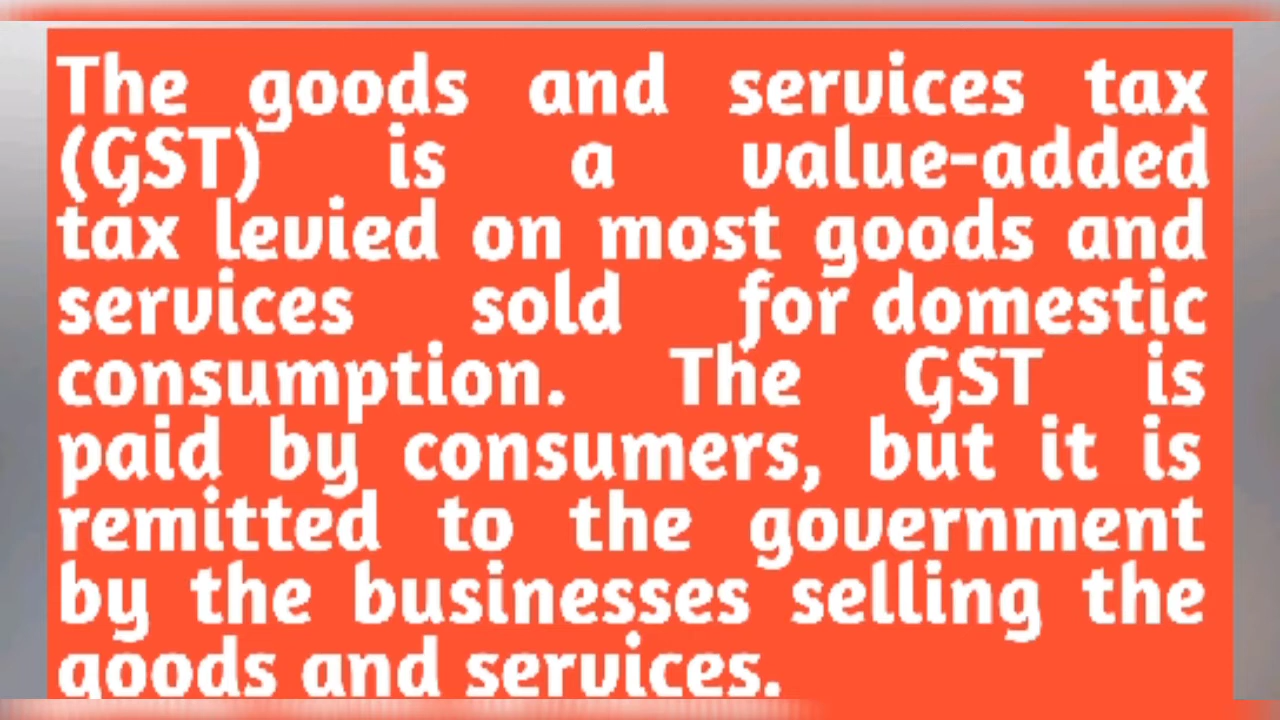 The goods and services tax
(GST) is a value-added
tax levied on most goods and
services sold for domestic
consumption. The GST is
paid by consumers, but it is
remitted to the government
by the businesses selling the
goods and services.